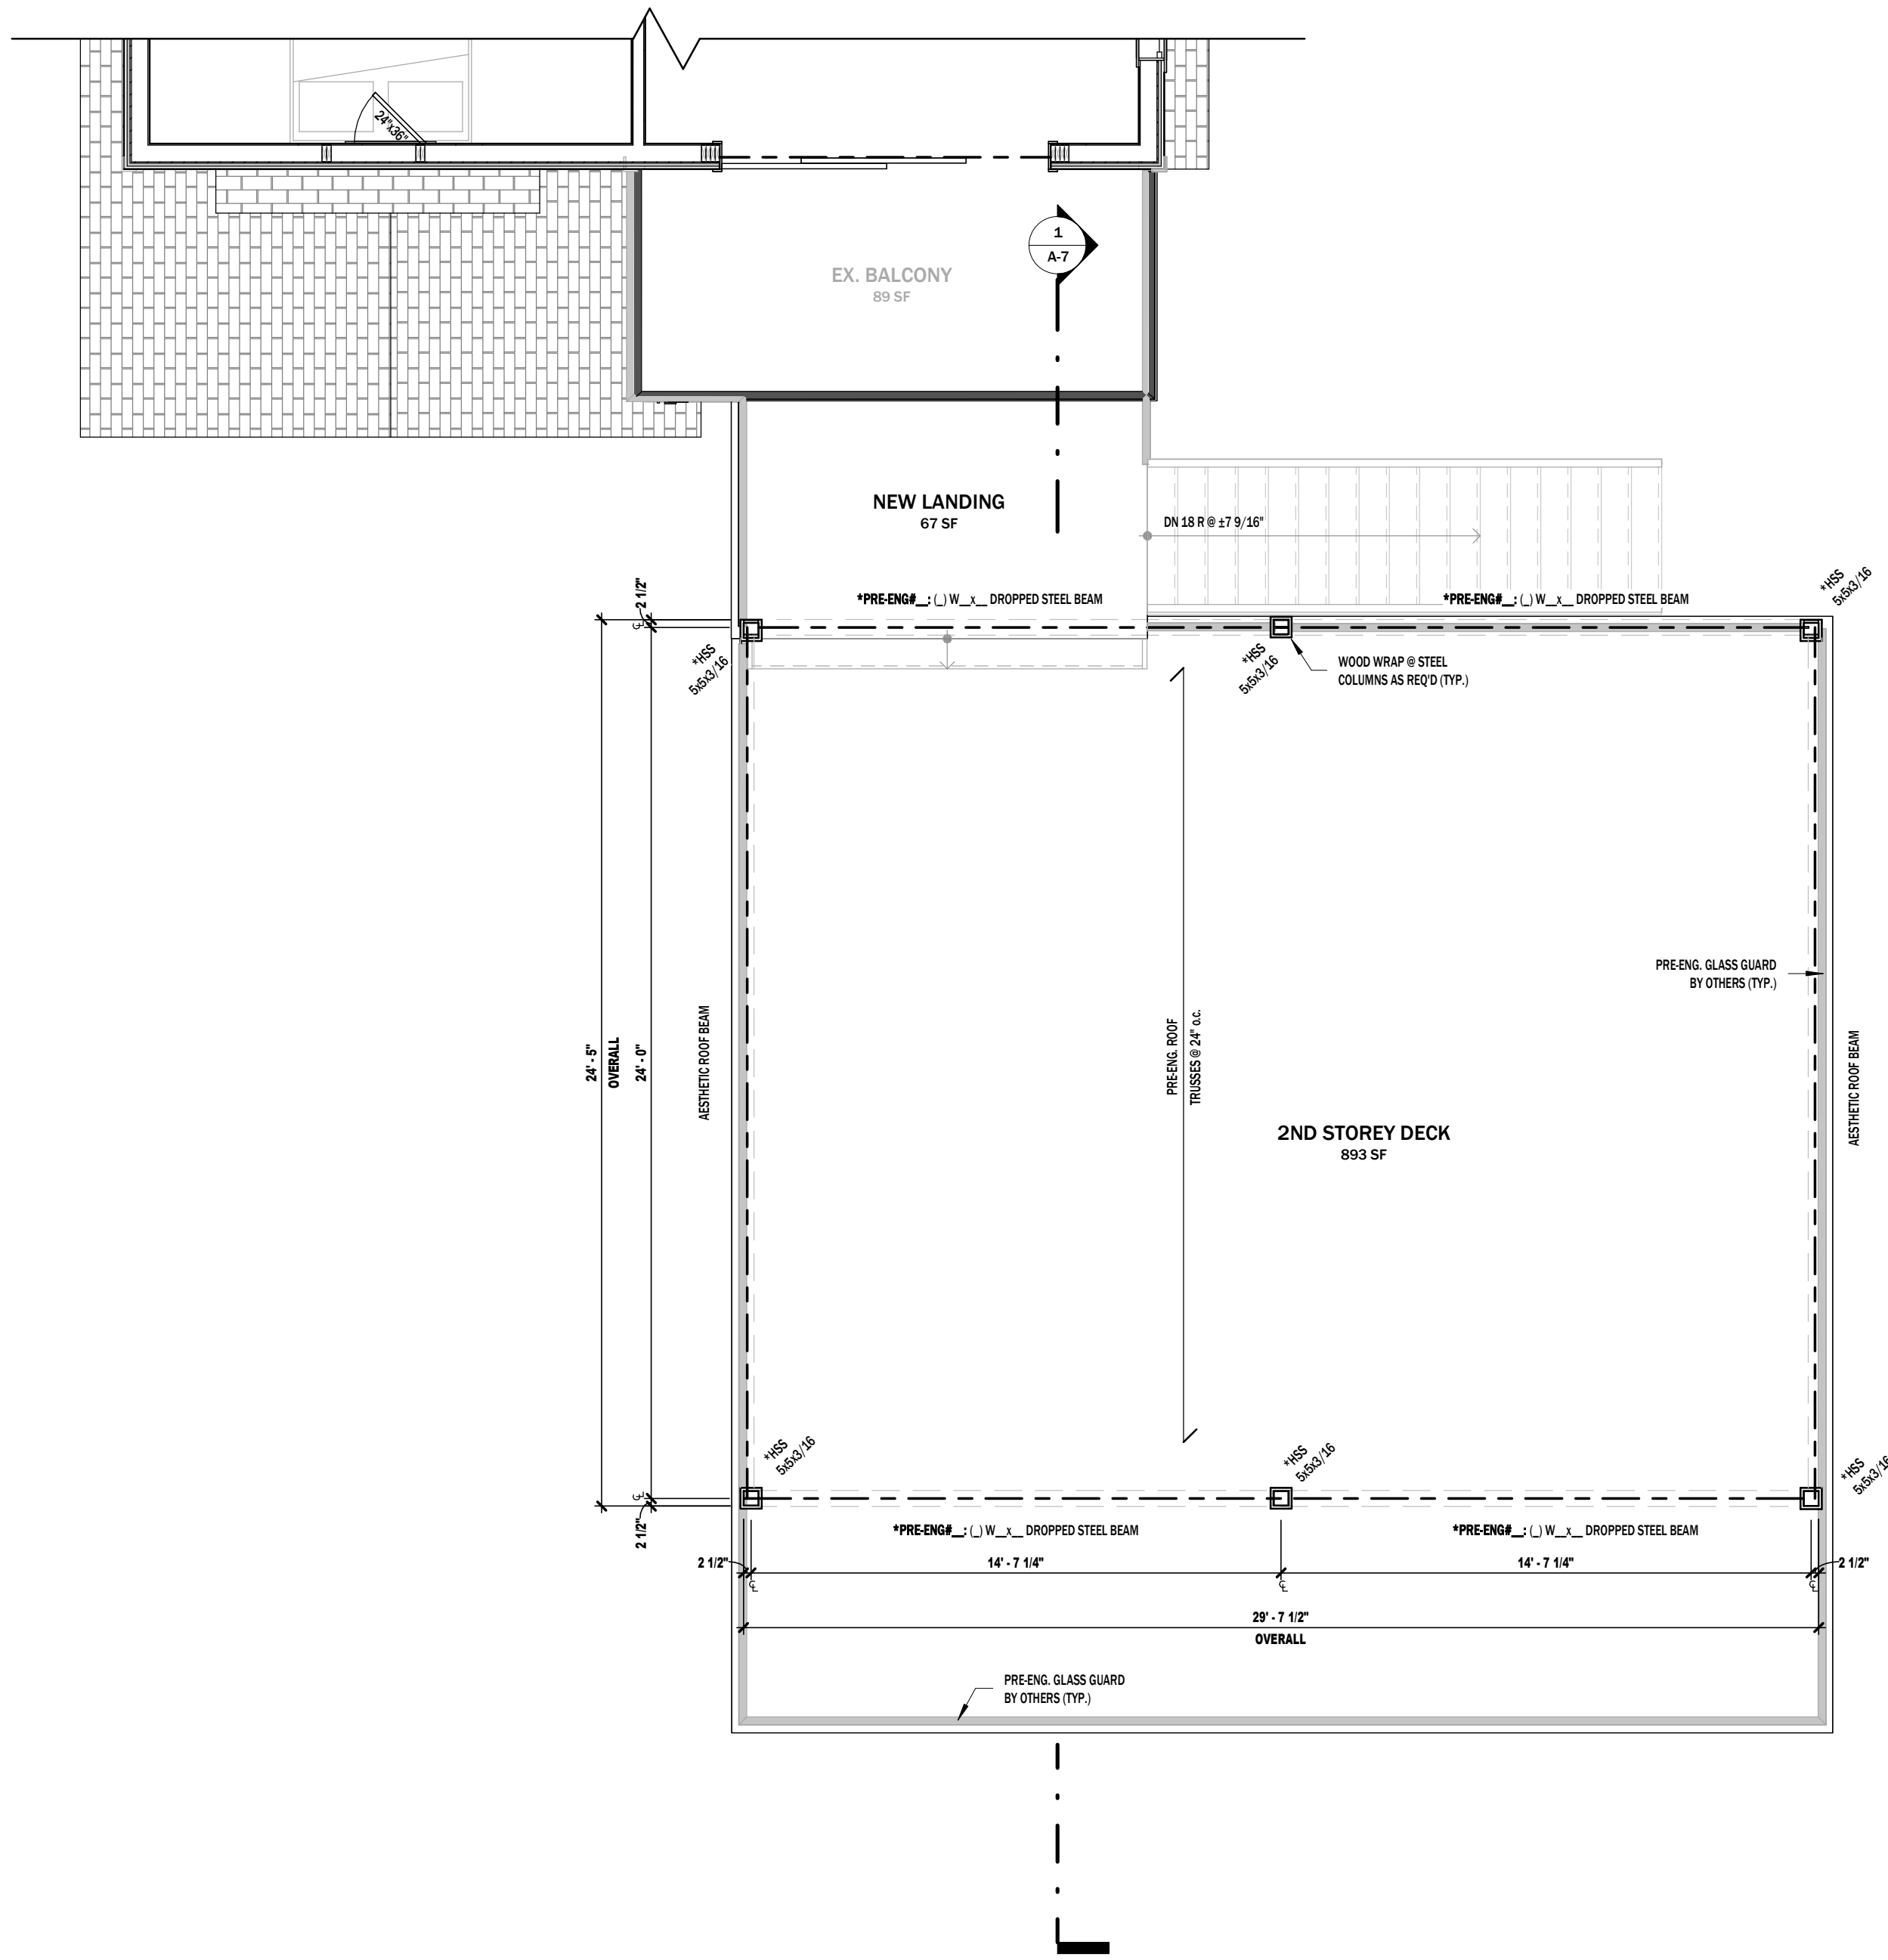 24"x36"
1
A-7
EX. BALCONY
89 SF
NEW LANDING
67 SF
DN 18 R @ ±7 9/16"
*PRE-ENG#__: (_) W__x__ DROPPED STEEL BEAM
*PRE-ENG#__: (_) W__x__ DROPPED STEEL BEAM
*HSS
5x5x3/16
2 1/2"
℄
*HSS
5x5x3/16
*HSS
5x5x3/16
WOOD WRAP @ STEEL
COLUMNS AS REQ'D (TYP.)
PRE-ENG. GLASS GUARD
BY OTHERS (TYP.)
24' - 5"
OVERALL
24' - 0"
AESTHETIC ROOF BEAM
PRE-ENG. ROOF
TRUSSES @ 24" o.c.
AESTHETIC ROOF BEAM
2ND STOREY DECK
893 SF
*HSS
5x5x3/16
*HSS
5x5x3/16
*HSS
5x5x3/16
℄
2 1/2"
*PRE-ENG#__: (_) W__x__ DROPPED STEEL BEAM
*PRE-ENG#__: (_) W__x__ DROPPED STEEL BEAM
2 1/2"
14' - 7 1/4"
14' - 7 1/4"
2 1/2"
℄
℄
℄
29' - 7 1/2"
OVERALL
PRE-ENG. GLASS GUARD
BY OTHERS (TYP.)